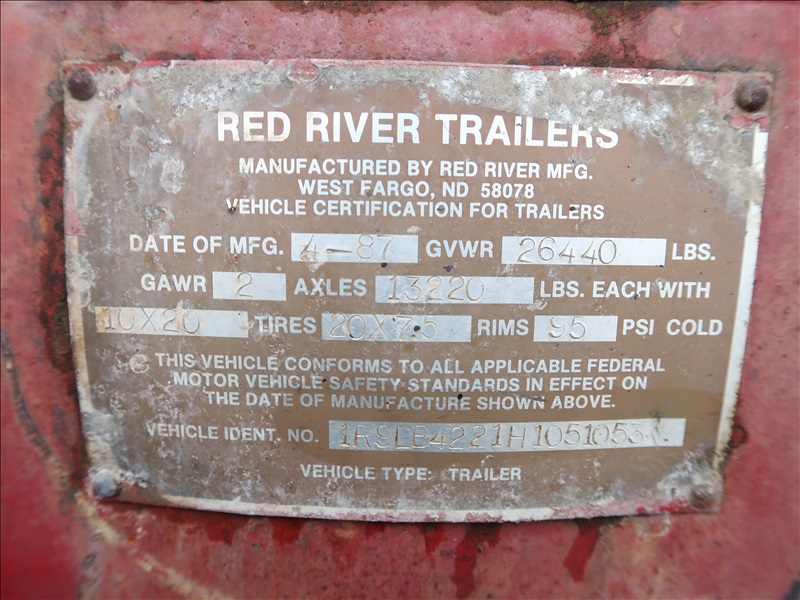 RED RIVER TRAILERS
MANUFACTURED BY RED RIVER MFG.
WEST FARGO, ND 58078
VEHICLE CERTIFICATION FOR TRAILERS
DATE OF MFG. 4-87 GVWR 26440 LBS.
GAWR 2 AXLES 13220 LBS. EACH WITH
10X20 TIRES 20X7.5 RIMS 95 PSI COLD
THIS VEHICLE CONFORMS TO ALL APPLICABLE FEDERAL
MOTOR VEHICLE SAFETY STANDARDS IN EFFECT ON
THE DATE OF MANUFACTURE SHOWN ABOVE.
VEHICLE IDENT. NO. 1R9LB4221H1051053
VEHICLE TYPE: TRAILER